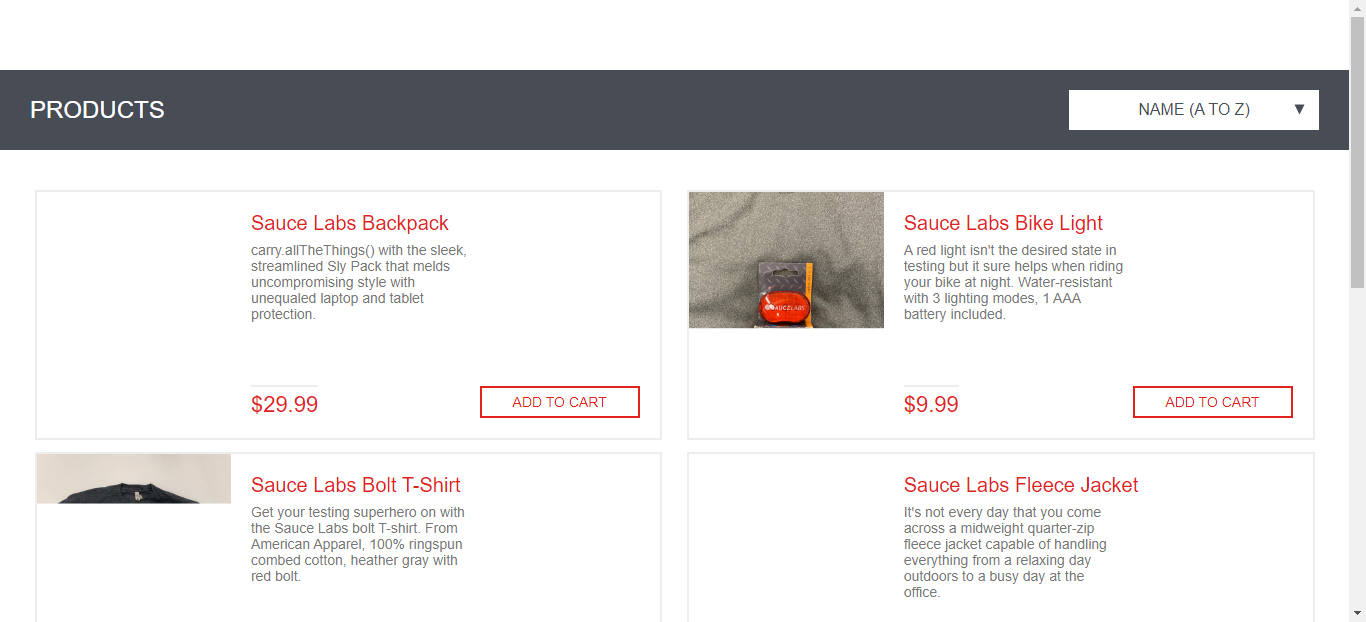 PRODUCTS
NAME (A TO Z)
Sauce Labs Backpack
carry.allTheThings() with the sleek,
streamlined Sly Pack that melds
uncompromising style with
unequaled laptop and tablet
protection.
$29.99
ADD TO CART
SAUCELABS
Sauce Labs Bike Light
A red light isn't the desired state in
testing but it sure helps when riding
your bike at night. Water-resistant
with 3 lighting modes, 1 AAA
battery included.
$9.99
ADD TO CART
Sauce Labs Bolt T-Shirt
Get your testing superhero on with
the Sauce Labs bolt T-shirt. From
American Apparel, 100% ringspun
combed cotton, heather gray with
red bolt.
Sauce Labs Fleece Jacket
It's not every day that you come
across a midweight quarter-zip
fleece jacket capable of handling
everything from a relaxing day
outdoors to a busy day at the
office.